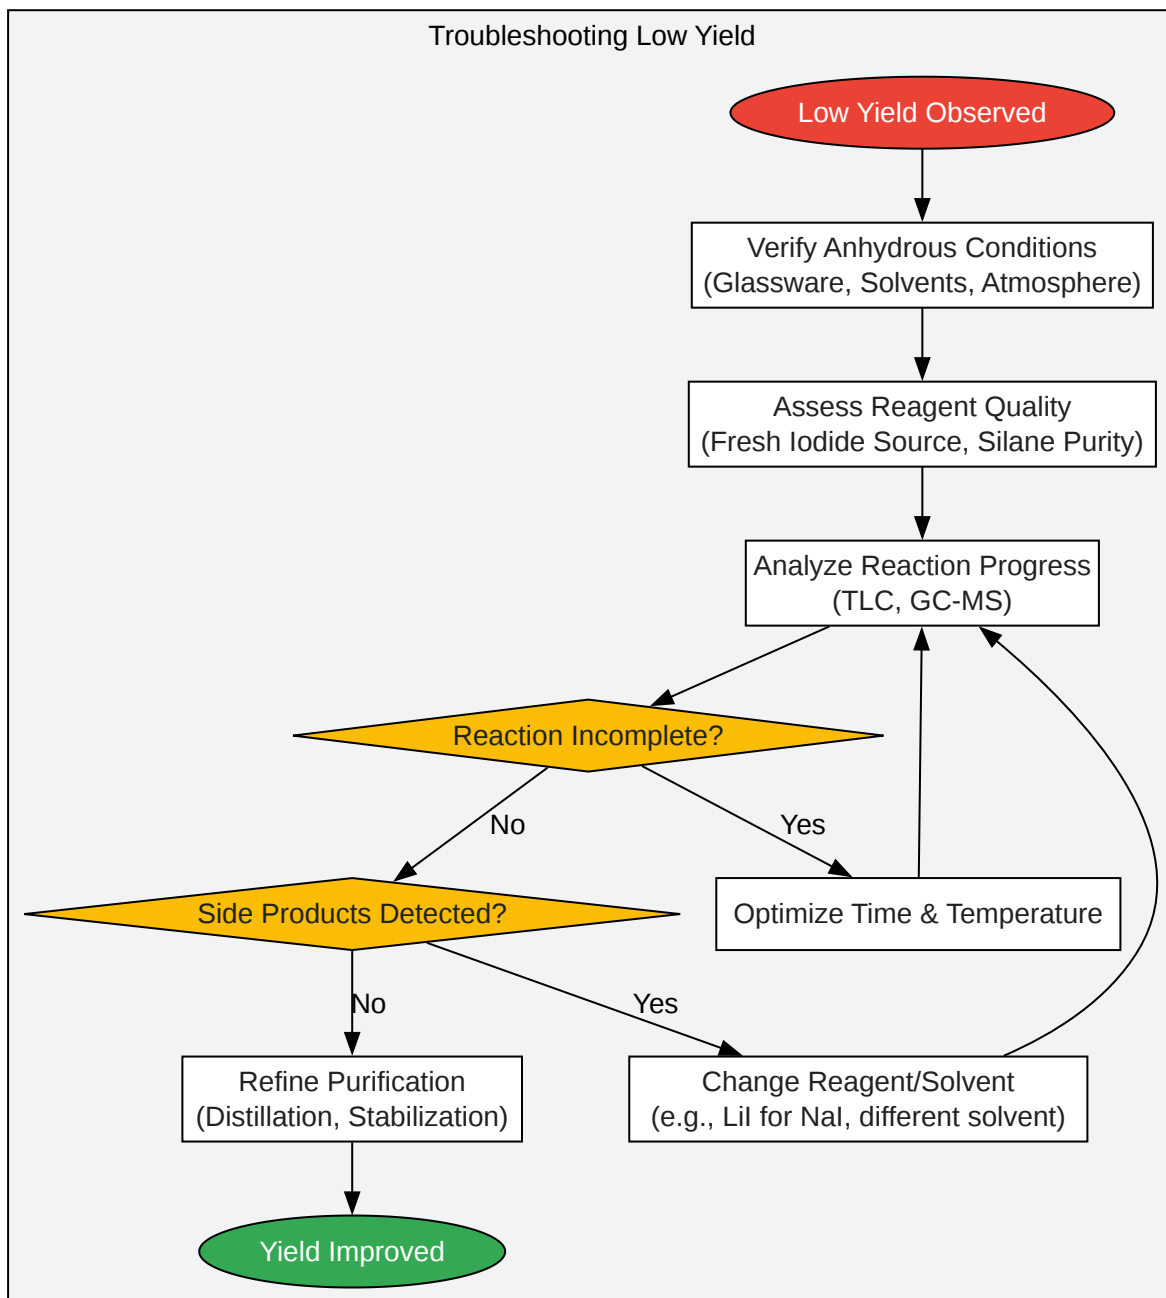 Troubleshooting Low Yield
Low Yield Observed
Verify Anhydrous Conditions
(Glassware, Solvents, Atmosphere)
Assess Reagent Quality
(Fresh Iodide Source, Silane Purity)
Analyze Reaction Progress
(TLC, GC-MS)
Reaction Incomplete?
No
Yes
Side Products Detected?
Optimize Time & Temperature
No
Yes
Refine Purification
(Distillation, Stabilization)
Change Reagent/Solvent
(e.g., LiI for NaI, different solvent)
Yield Improved